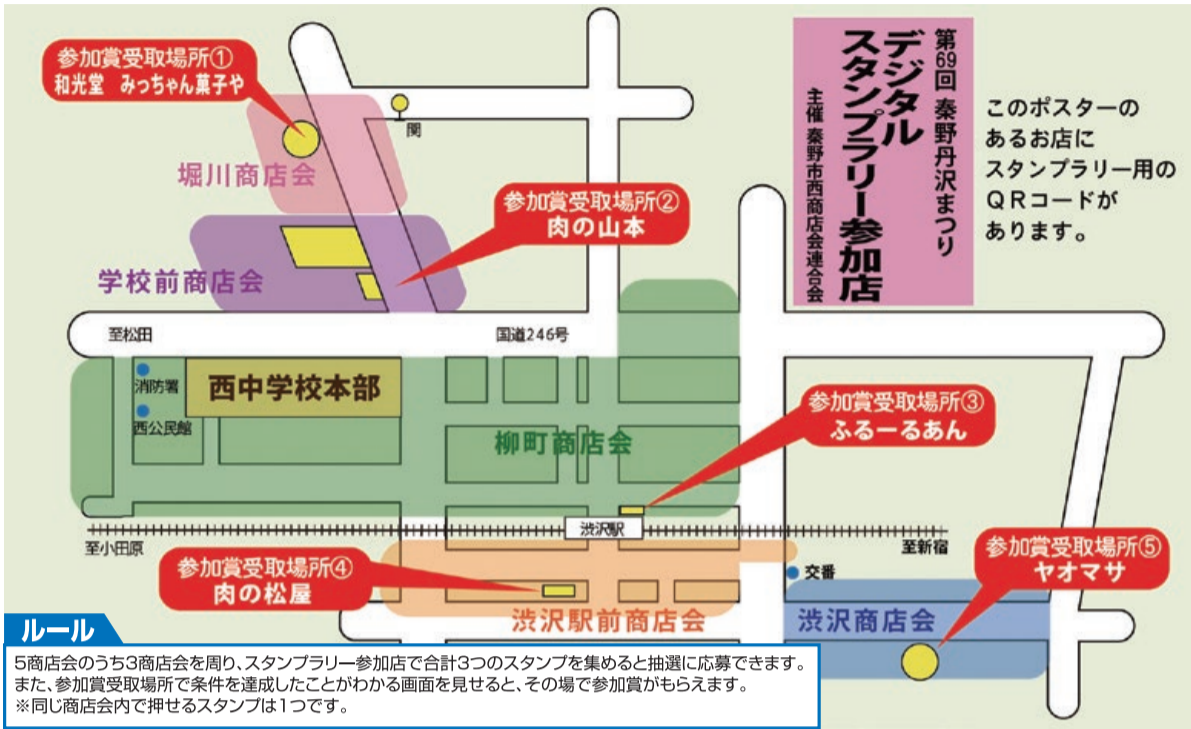 参加賞受取場所①
和光堂 みっちゃん菓子や
関
堀川商店会
参加賞受取場所②
肉の山本
学校前商店会
第69回 秦野丹沢まつり
デジタル
スタンプラリー参加店
主催 秦野市西商店会連合会
このポスターの
あるお店に
スタンプラリー用の
QRコードが
あります。
至松田
国道246号
消防署
西中学校本部
西公民館
柳町商店会
参加賞受取場所③
ふるーるあん
渋沢駅
至小田原
至新宿
参加賞受取場所④
肉の松屋
参加賞受取場所⑤
ヤオマサ
交番
渋沢駅前商店会
渋沢商店会
ルール
5商店会のうち3商店会を周り、スタンプラリー参加店で合計3つのスタンプを集めると抽選に応募できます。
また、参加賞受取場所で条件を達成したことがわかる画面を見せると、その場で参加賞がもらえます。
※同じ商店会内で押せるスタンプは1つです。